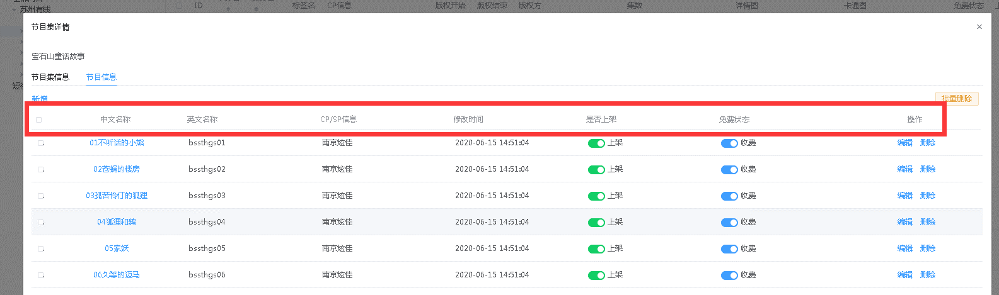 苏州有线
ID
标签名
CP信息
版权开始
版权结束
版权方
集数
详情图
卡通图
免费状态
节目集详情
×
宝石山童话故事
节目集信息 节目信息
新增
批量删除
中文名称 英文名称 CP/SP信息 修改时间 是否上架 免费状态 操作
01不听话的小熊 bssthgs01 南京炫佳 2020-06-15 14:51:04 上架 收费 编辑 删除
02苍蝇的楼房 bssthgs02 南京炫佳 2020-06-15 14:51:04 上架 收费 编辑 删除
03孤苦伶仃的狐狸 bssthgs03 南京炫佳 2020-06-15 14:51:04 上架 收费 编辑 删除
04狐狸和鹅 bssthgs04 南京炫佳 2020-06-15 14:51:04 上架 收费 编辑 删除
05家妖 bssthgs05 南京炫佳 2020-06-15 14:51:04 上架 收费 编辑 删除
06久等的迈马 bssthgs06 南京炫佳 2020-06-15 14:51:04 上架 收费 编辑 删除